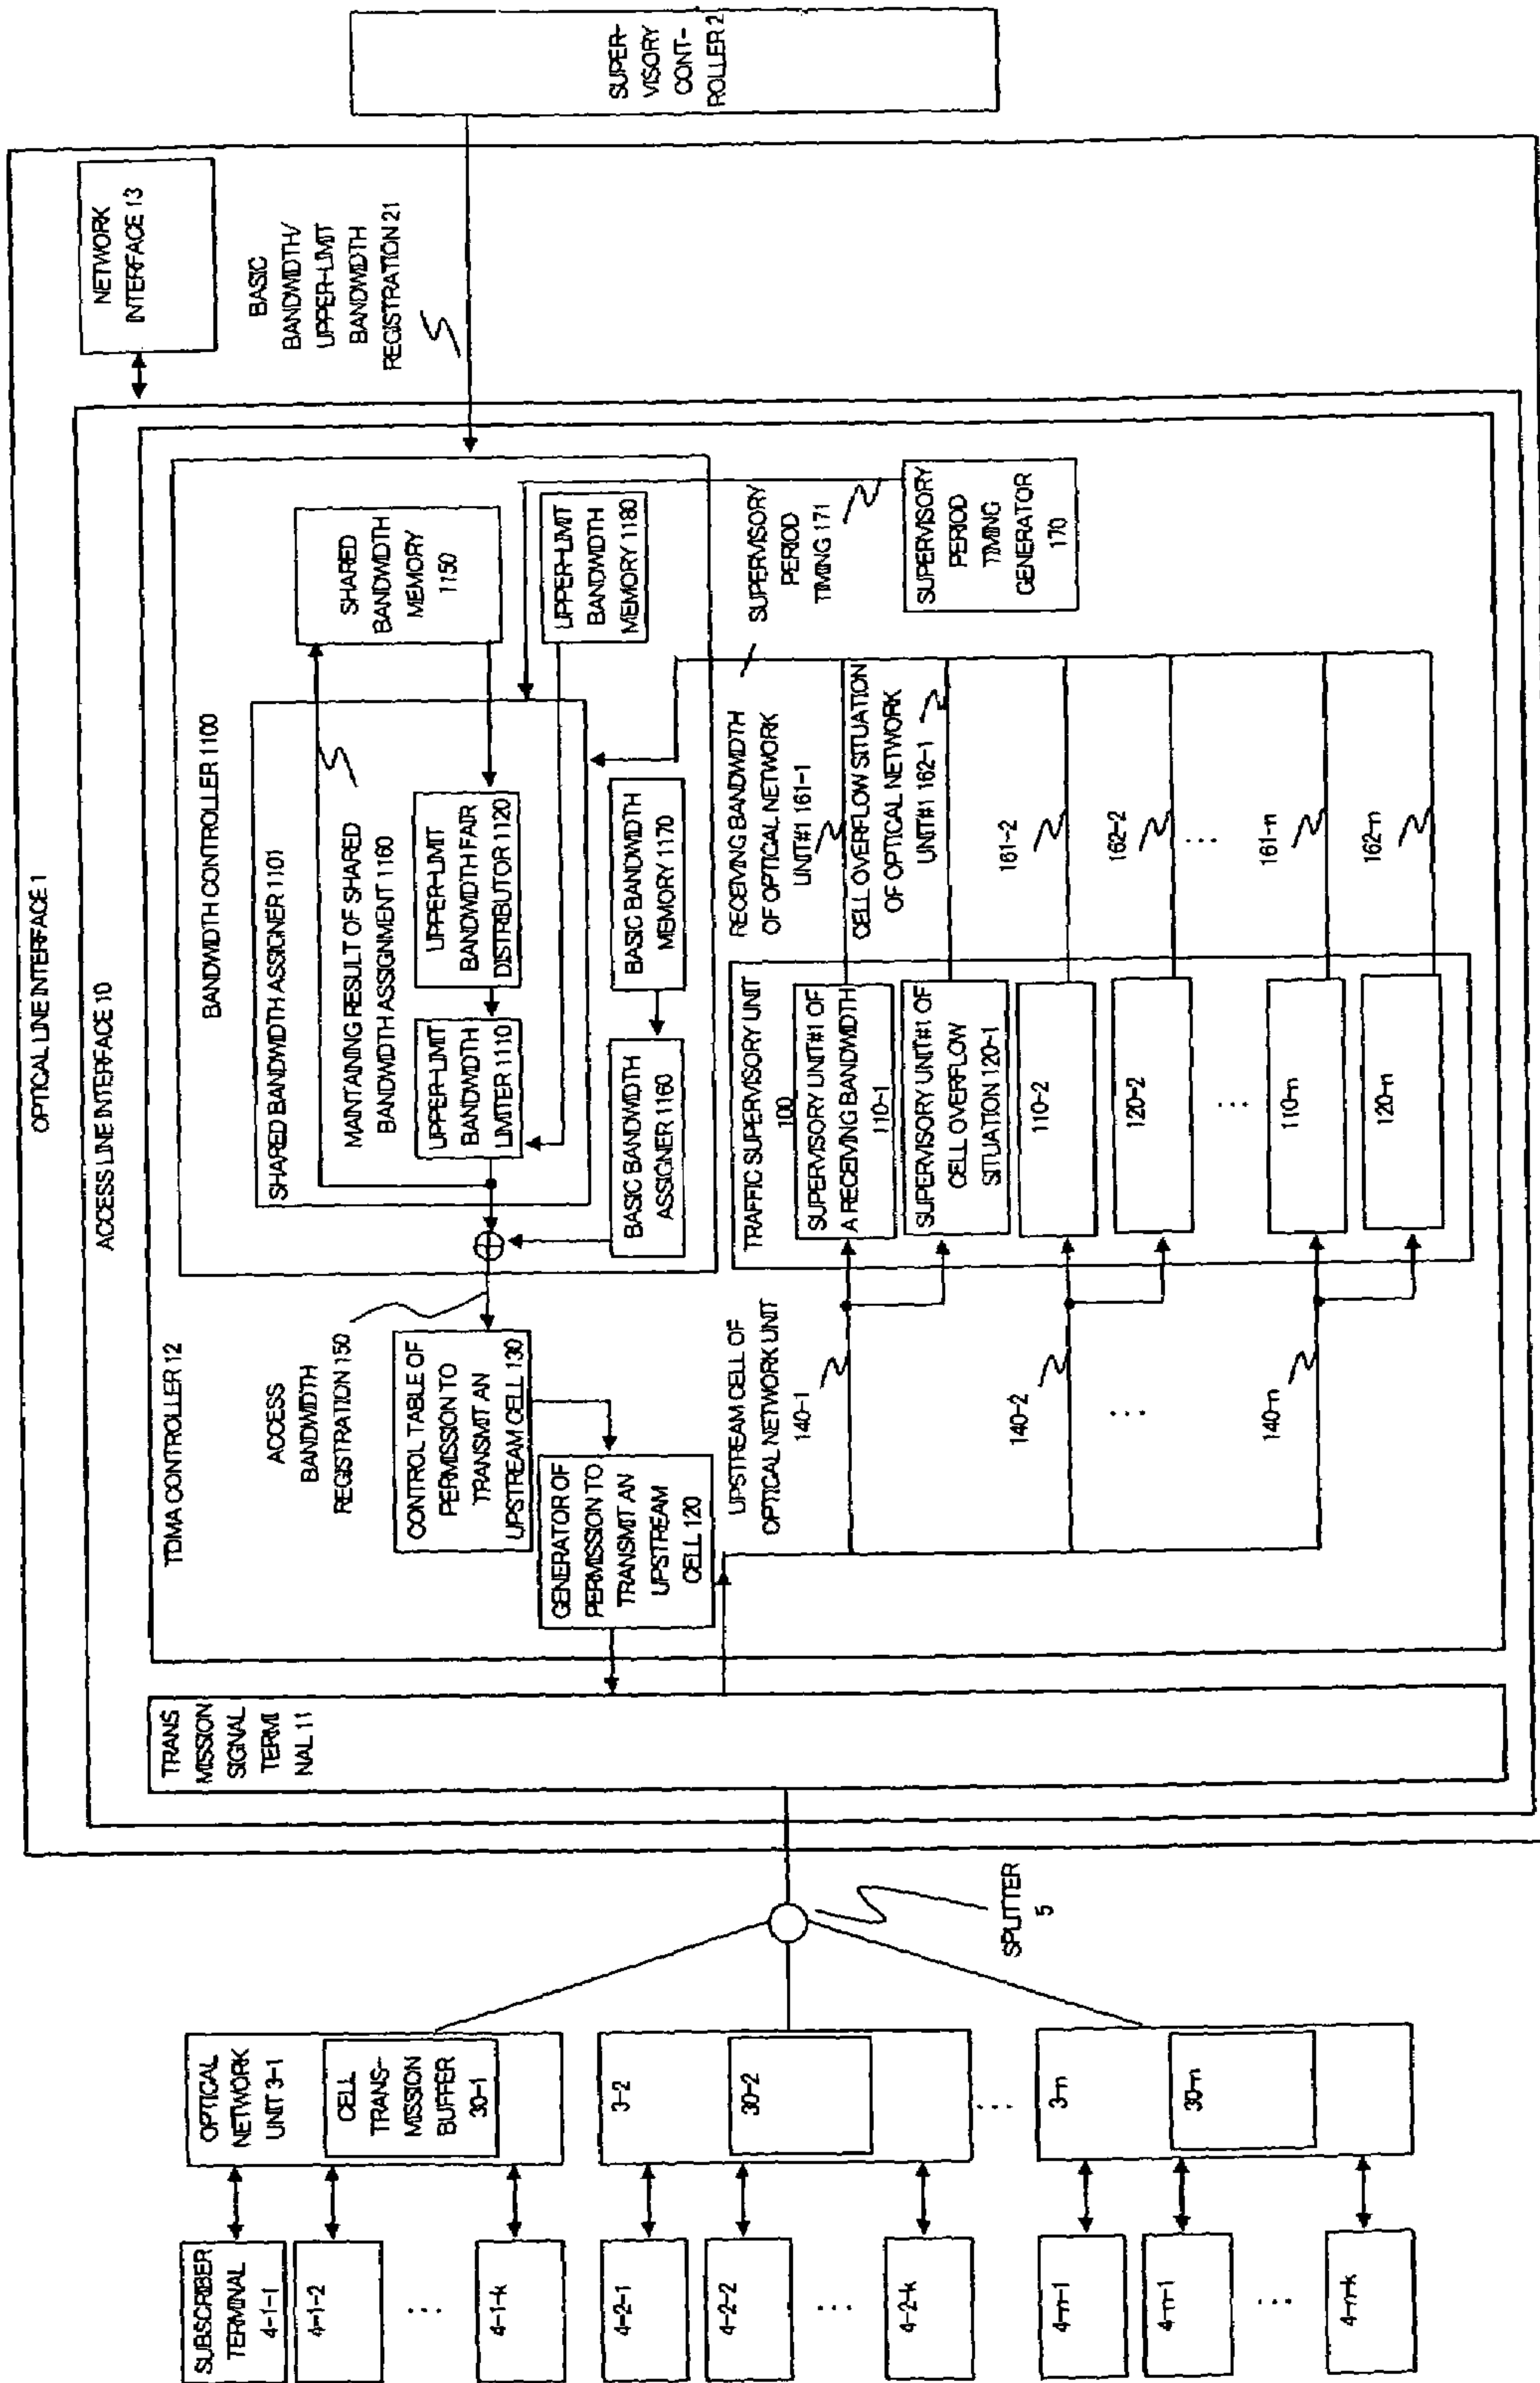 OPTICAL LINE INTERFACE 1
ACCESS LINE INTERFACE 10
TDMA CONTROLLER 12
BANDWIDTH CONTROLLER 1100
SHARED BANDWIDTH ASSIGNER 1101
SUBSCRIBER
TERMINAL
4-1-1
4-1-2
⋮
4-1-k
4-2-1
4-2-2
⋮
4-2-k
4-n-1
4-n-1
⋮
4-n-k
OPTICAL
NETWORK
UNIT 3-1
CELL
TRANS-
MISSION
BUFFER
30-1
3-2
30-2
⋮
3-n
30-n
SPLITTER
5
TRANS
MISSION
SIGNAL
TERMI
NAL 11
ACCESS
BANDWIDTH
REGISTRATION 150
CONTROL TABLE OF
PERMISSION TO
TRANSMIT AN
UPSTREAM CELL 130
GENERATOR OF
PERMISSION TO
TRANSMIT AN
UPSTREAM
CELL 120
UPSTREAM CELL OF
OPTICAL NETWORK UNIT
140-1
140-2
⋮
140-n
MAINTAINING RESULT OF SHARED
BANDWIDTH ASSIGNMENT 1160
UPPER-LIMIT
BANDWIDTH
LIMITER 1110
UPPER-LIMIT
BANDWIDTH FAIR
DISTRIBUTOR 1120
SHARED
BANDWIDTH
MEMORY
1150
UPPER-LIMIT
BANDWIDTH
MEMORY 1180
BASIC BANDWIDTH
ASSIGNER 1160
BASIC BANDWIDTH
MEMORY 1170
TRAFFIC SUPERVISORY UNIT
100
SUPERVISORY UNIT#1 OF
A RECEIVING BANDWIDTH
110-1
SUPERVISORY UNIT#1 OF
CELL OVERFLOW
SITUATION 120-1
110-2
120-2
⋮
110-n
120-n
RECEIVING BANDWIDTH
OF OPTICAL NETWORK
UNIT#1 161-1
CELL OVERFLOW SITUATION
OF OPTICAL NETWORK
UNIT#1 162-1
161-2
162-2
⋮
161-n
162-n
SUPERVISORY
PERIOD
TIMING 171
SUPERVISORY
PERIOD
TIMING
GENERATOR
170
NETWORK
INTERFACE 13
BASIC
BANDWIDTH/
UPPER-LIMIT
BANDWIDTH
REGISTRATION 21
SUPER-
VISORY
CONT-
ROLLER 2